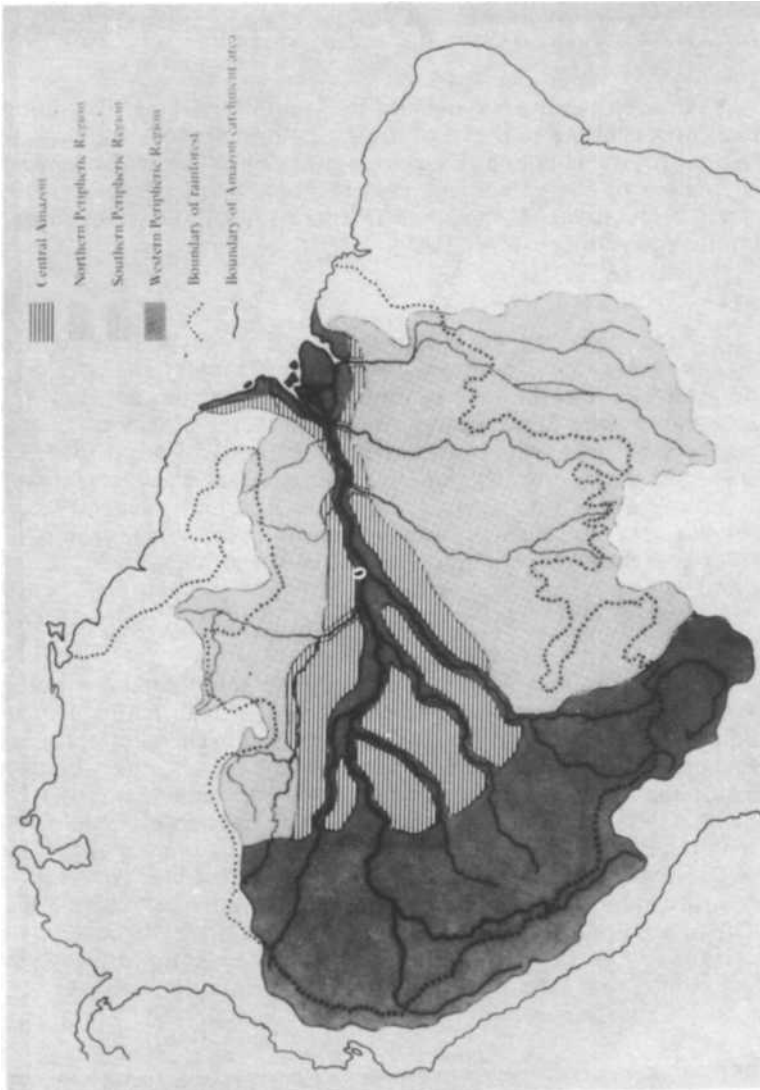 Central Amazon
Northern Peripheric Region
Southern Peripheric Region
Western Peripheric Region
Boundary of rainforest
Boundary of Amazon catchment area